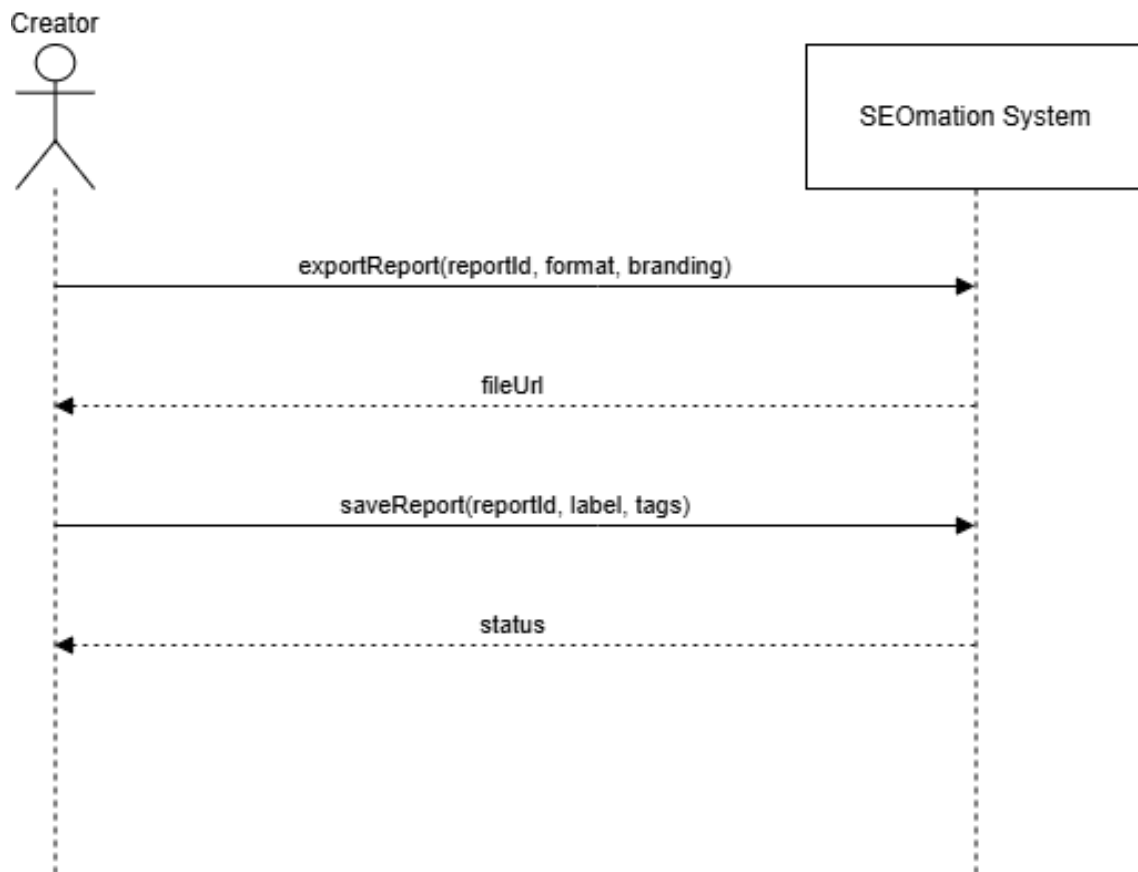 Creator
SEOmation System
exportReport(reportId, format, branding)
fileUrl
saveReport(reportId, label, tags)
status